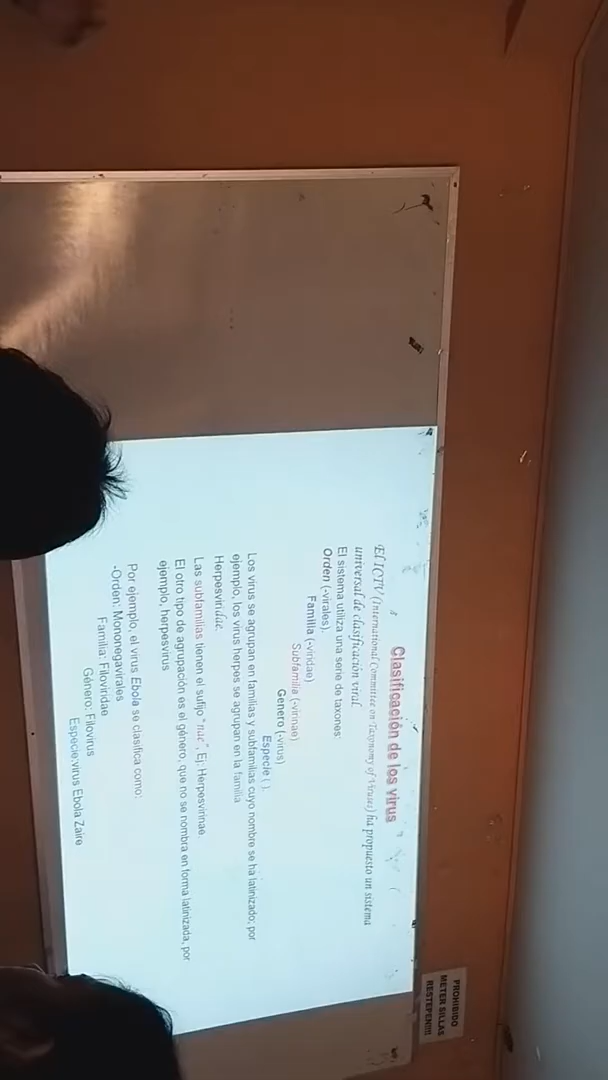 Clasificación de los virus
El ICTV (International Committee on Taxonomy of Viruses) ha propuesto un sistema
universal de clasificación viral.
El sistema utiliza una serie de taxones:
Orden (-virales).
Familia (-viridae)
Subfamilia (-virinae)
Genero (-virus)
Especie ( ).
Los virus se agrupan en familias y subfamilias cuyo nombre se ha latinizado; por
ejemplo, los virus herpes se agrupan en la familia
Herpesviridae.
Las subfamilias tienen el sufijo "nae", Ej: Herpesvirinae.
El otro tipo de agrupación es el género, que no se nombra en forma latinizada, por
ejemplo, herpesvirus
Por ejemplo, el virus Ebola se clasifica como:
-Orden: Mononegavirales
Familia: Filoviridae
Género: Filovirus
Especie:virus Ebola Zaire
PROHIBIDO
METER SILLAS
RESTEPEN!!!!